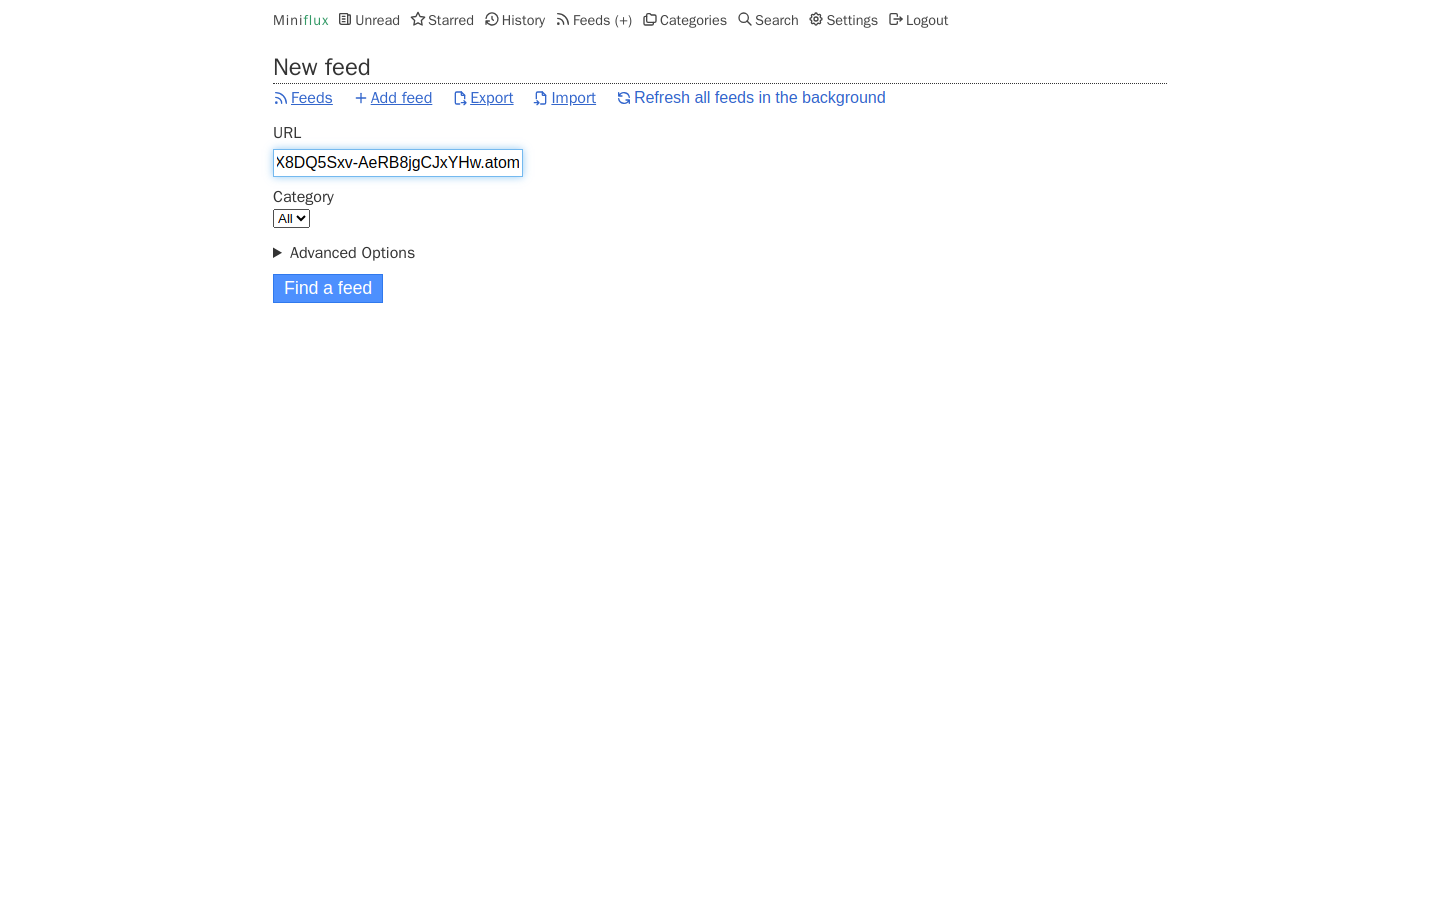 Miniflux Unread Starred History Feeds (+) Categories Search Settings Logout
New feed
Feeds Add feed Export Import Refresh all feeds in the background
URL
X8DQ5Sxv-AeRB8jgCJxYHw.atom
Category
All
Advanced Options
Find a feed